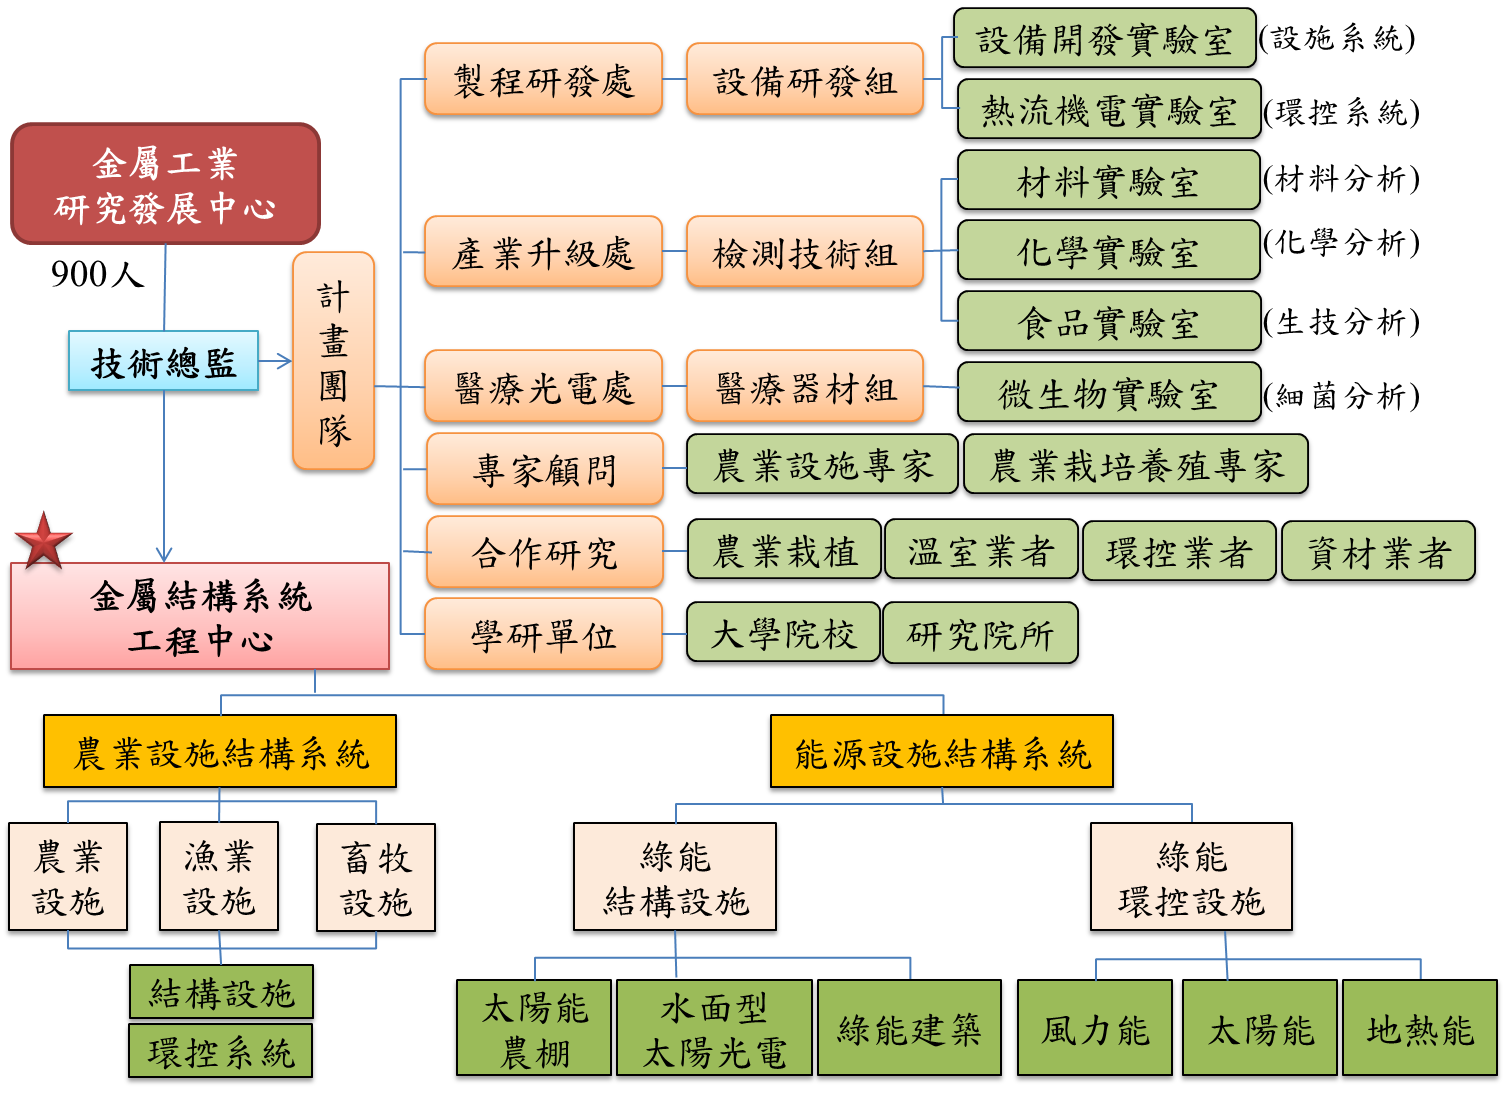 金屬工業
研究發展中心
900人
技術總監
計
畫
團
隊
製程研發處
設備研發組
設備開發實驗室
(設施系統)
熱流機電實驗室
(環控系統)
產業升級處
檢測技術組
材料實驗室
(材料分析)
化學實驗室
(化學分析)
食品實驗室
(生技分析)
醫療光電處
醫療器材組
微生物實驗室
(細菌分析)
專家顧問
農業設施專家
農業栽培養殖專家
合作研究
農業栽植
溫室業者
環控業者
資材業者
學研單位
大學院校
研究院所
金屬結構系統
工程中心
農業設施結構系統
農業
設施
漁業
設施
畜牧
設施
結構設施
環控系統
能源設施結構系統
綠能
結構設施
太陽能
農棚
水面型
太陽光電
綠能建築
綠能
環控設施
風力能
太陽能
地熱能